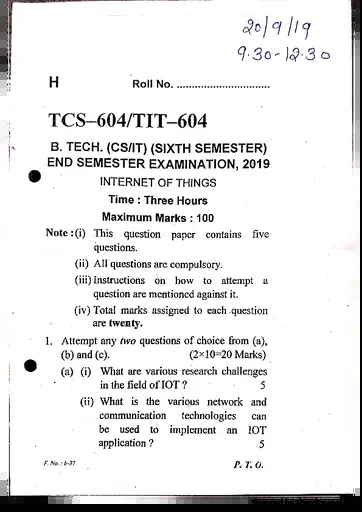 20/9/19
9.30-12.30
H
Roll No. ..............................
TCS–604/TIT–604
B. TECH. (CS/IT) (SIXTH SEMESTER)
END SEMESTER EXAMINATION, 2019
INTERNET OF THINGS
Time : Three Hours
Maximum Marks : 100
Note :(i) This question paper contains five
questions.
(ii) All questions are compulsory.
(iii) Instructions on how to attempt a
question are mentioned against it.
(iv) Total marks assigned to each question
are twenty.
1. Attempt any two questions of choice from (a),
(b) and (c). (2×10=20 Marks)
(a) (i) What are various research challenges
in the field of IOT ? 5
(ii) What is the various network and
communication technologies can
be used to implement an IOT
application ? 5
F. No. : b-37 P. T. O.